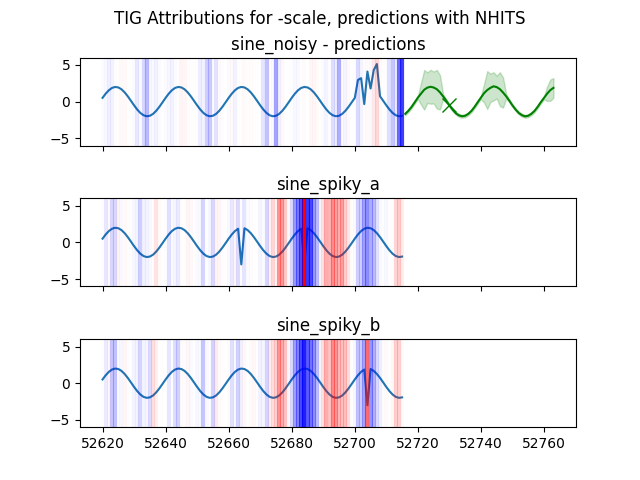 TIG Attributions for -scale, predictions with NHITS
sine_noisy - predictions
5
0
−5
sine_spiky_a
5
0
−5
sine_spiky_b
5
0
−5
52620 52640 52660 52680 52700 52720 52740 52760